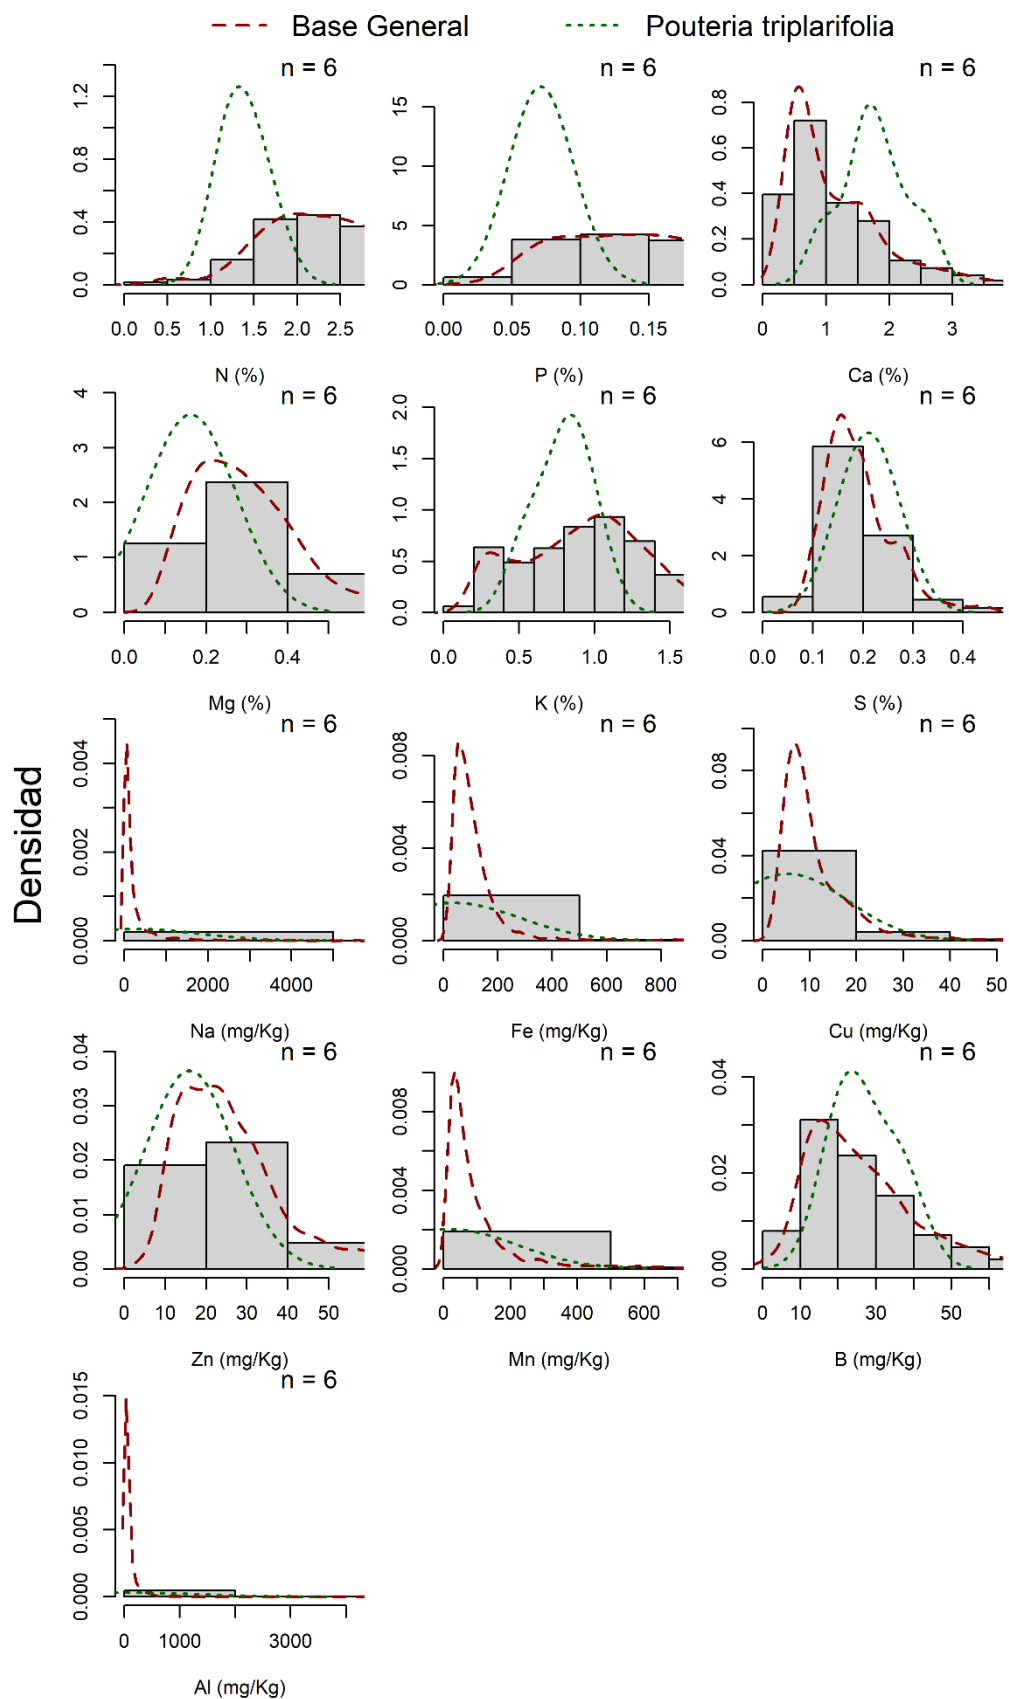 Base General Pouteria triplarifolia
n = 6 n = 6 n = 6
0.0 0.4 0.8 1.2
0 5 10 15
0.0 0.2 0.4 0.6 0.8
0.0 0.5 1.0 1.5 2.0 2.5 0.00 0.05 0.10 0.15 0 1 2 3
N (%) P (%) Ca (%)
n = 6 n = 6 n = 6
0 1 2 3 4
0.0 0.5 1.0 1.5 2.0
0 2 4 6
0.0 0.2 0.4 0.0 0.5 1.0 1.5 0.0 0.1 0.2 0.3 0.4
Mg (%) K (%) S (%)
Densidad
n = 6 n = 6 n = 6
0.000 0.002 0.004
0.000 0.004 0.008
0.00 0.04 0.08
0 2000 4000 0 200 400 600 800 0 10 20 30 40 50
Na (mg/Kg) Fe (mg/Kg) Cu (mg/Kg)
n = 6 n = 6 n = 6
0.00 0.01 0.02 0.03 0.04
0.000 0.004 0.008
0.00 0.02 0.04
0 10 20 30 40 50 0 200 400 600 0 10 30 50
Zn (mg/Kg) Mn (mg/Kg) B (mg/Kg)
n = 6
0.000 0.005 0.010 0.015
0 1000 3000
Al (mg/Kg)